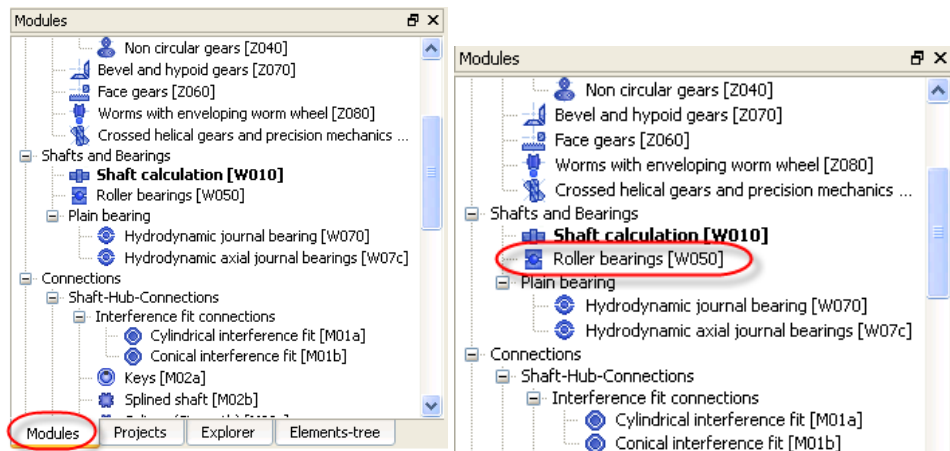 Modules
Non circular gears [Z040]
Bevel and hypoid gears [Z070]
Face gears [Z060]
Worms with enveloping worm wheel [Z080]
Crossed helical gears and precision mechanics ...
Shafts and Bearings
Shaft calculation [W010]
Roller bearings [W050]
Plain bearing
Hydrodynamic journal bearing [W070]
Hydrodynamic axial journal bearings [W07c]
Connections
Shaft-Hub-Connections
Interference fit connections
Cylindrical interference fit [M01a]
Conical interference fit [M01b]
Keys [M02a]
Splined shaft [M02b]
Modules Projects Explorer Elements-tree
Modules
Non circular gears [Z040]
Bevel and hypoid gears [Z070]
Face gears [Z060]
Worms with enveloping worm wheel [Z080]
Crossed helical gears and precision mechanics ...
Shafts and Bearings
Shaft calculation [W010]
Roller bearings [W050]
Plain bearing
Hydrodynamic journal bearing [W070]
Hydrodynamic axial journal bearings [W07c]
Connections
Shaft-Hub-Connections
Interference fit connections
Cylindrical interference fit [M01a]
Conical interference fit [M01b]